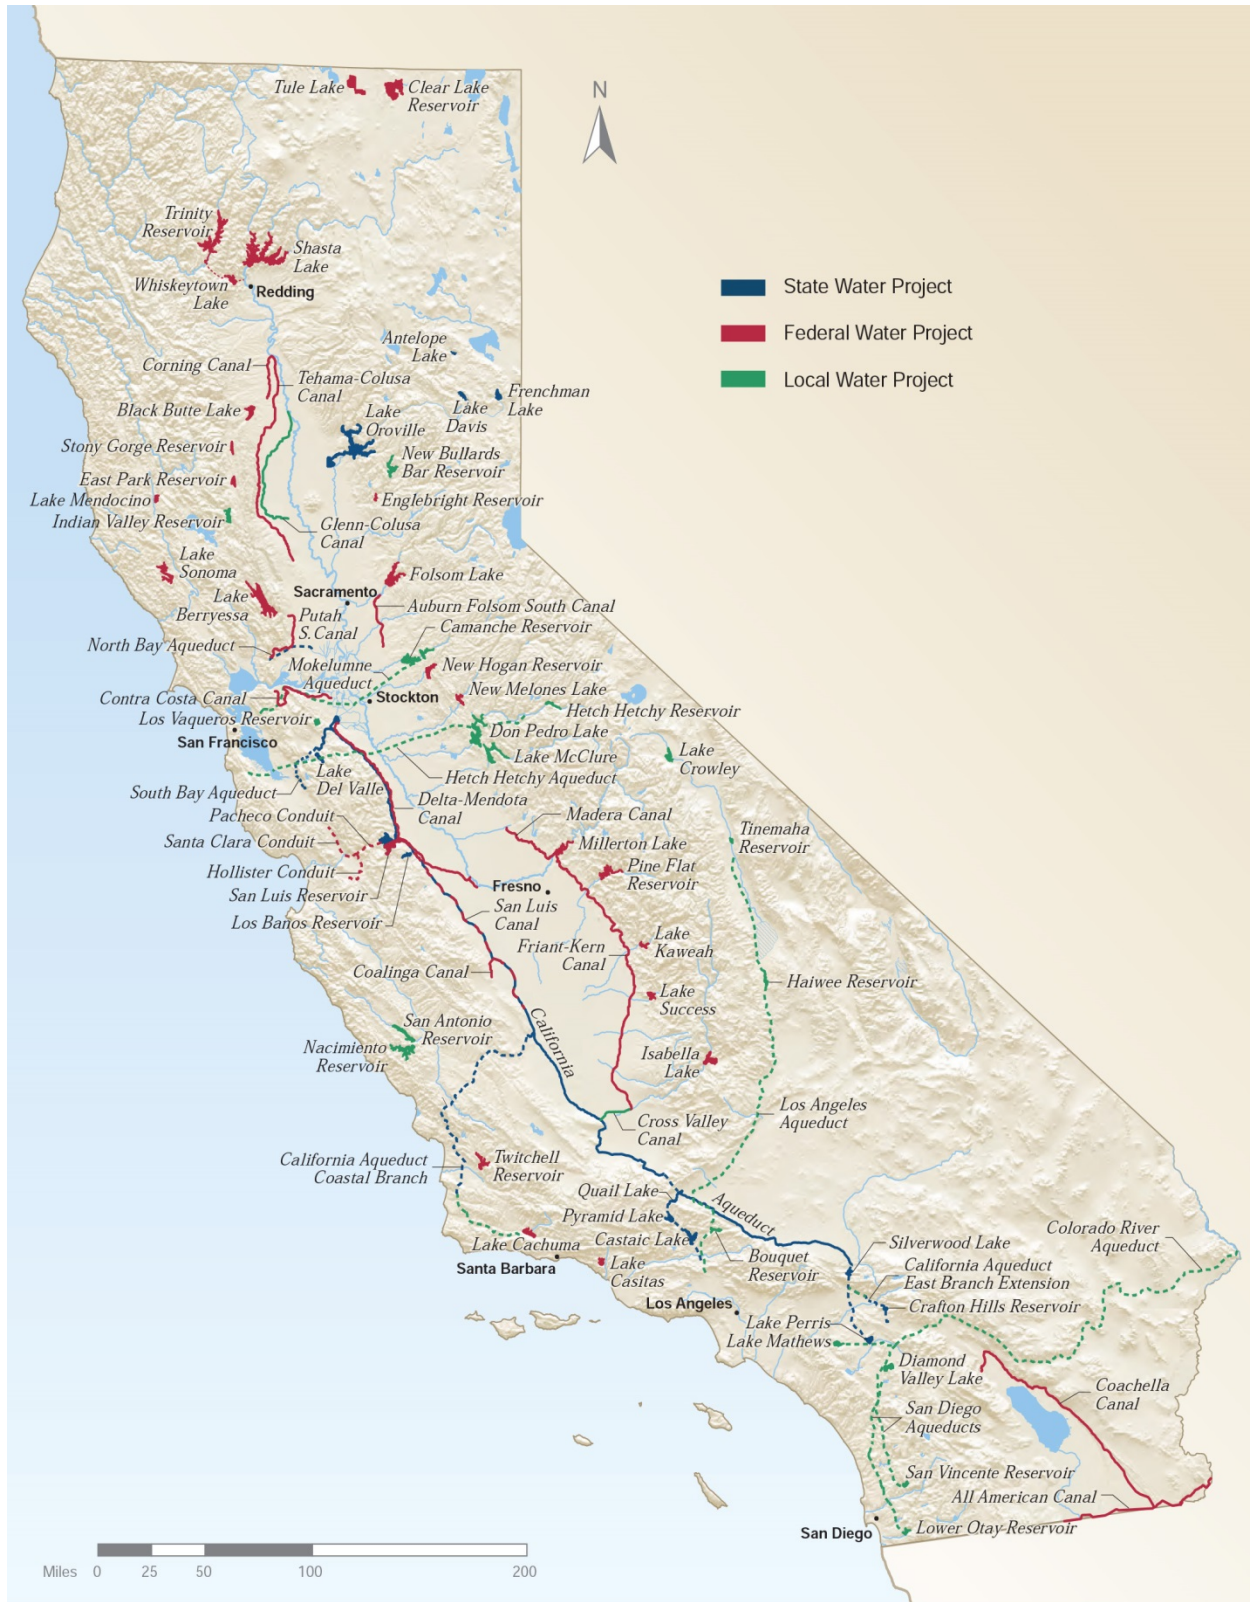 Tule Lake
Clear Lake
Reservoir
N
Trinity
Reservoir
Shasta
Lake
Whiskeytown
Lake
Redding
State Water Project
Federal Water Project
Local Water Project
Antelope
Lake
Corning Canal
Tehama-Colusa
Canal
Frenchman
Lake
Lake
Davis
Black Butte Lake
Lake
Oroville
Stony Gorge Reservoir
New Bullards
Bar Reservoir
East Park Reservoir
Lake Mendocino
Englebright Reservoir
Indian Valley Reservoir
Glenn-Colusa
Canal
Lake
Sonoma
Folsom Lake
Lake
Berryessa
Sacramento
Auburn Folsom South Canal
Putah
S. Canal
Camanche Reservoir
North Bay Aqueduct
Mokelumne
Aqueduct
New Hogan Reservoir
Contra Costa Canal
Stockton
New Melones Lake
Los Vaqueros Reservoir
Hetch Hetchy Reservoir
San Francisco
Don Pedro Lake
Lake McClure
Lake
Crowley
Lake
Del Valle
Hetch Hetchy Aqueduct
South Bay Aqueduct
Delta-Mendota
Canal
Pacheco Conduit
Madera Canal
Santa Clara Conduit
Millerton Lake
Tinemaha
Reservoir
Hollister Conduit
Pine Flat
Reservoir
San Luis Reservoir
Fresno
Los Banos Reservoir
San Luis
Canal
Lake
Kaweah
Friant-Kern
Canal
Coalinga Canal
Haiwee Reservoir
Lake
Success
San Antonio
Reservoir
California
Nacimiento
Reservoir
Isabella
Lake
Los Angeles
Aqueduct
Cross Valley
Canal
California Aqueduct
Coastal Branch
Twitchell
Reservoir
Quail Lake
Aqueduct
Pyramid Lake
Colorado River
Aqueduct
Lake Cachuma
Castaic Lake
Silverwood Lake
Santa Barbara
Lake
Casitas
Bouquet
Reservoir
California Aqueduct
East Branch Extension
Los Angeles
Crafton Hills Reservoir
Lake Perris
Lake Mathews
Diamond
Valley Lake
Coachella
Canal
San Diego
Aqueducts
San Vincente Reservoir
All American Canal
San Diego
Lower Otay Reservoir
Miles 0 25 50 100 200